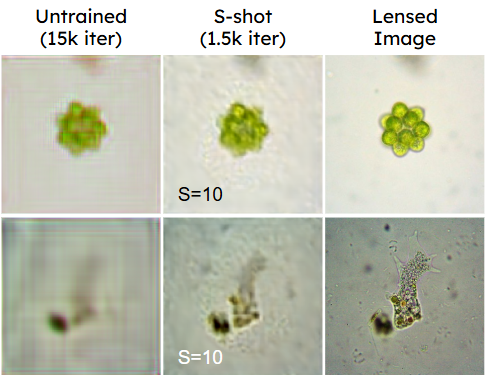 Untrained
(15k iter)
S-shot
(1.5k iter)
Lensed
Image
S=10
S=10